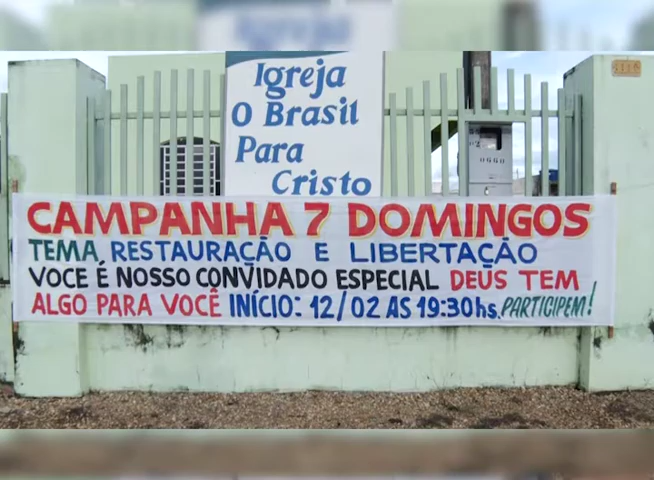 Igreja
O Brasil
Para
Cristo
0660
CAMPANHA 7 DOMINGOS
TEMA RESTAURAÇÃO E LIBERTAÇÃO
VOCE É NOSSO CONVIDADO ESPECIAL DEUS TEM
ALGO PARA VOCÊ INÍCIO: 12/02 AS 19:30hs. PARTICIPEM!